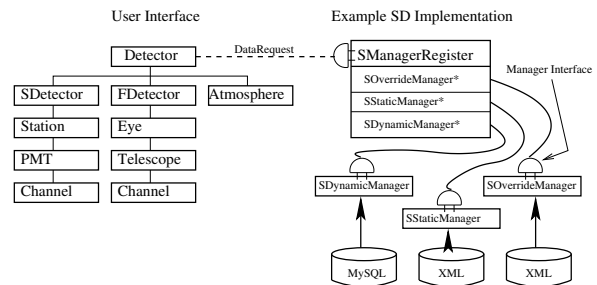 User Interface
Example SD Implementation
Detector
DataRequest
SManagerRegister
SOverrideManager*
SStaticManager*
SDynamicManager*
Manager Interface
SDetector
FDetector
Atmosphere
Station
Eye
PMT
Telescope
Channel
Channel
SDynamicManager
SStaticManager
SOverrideManager
MySQL
XML
XML